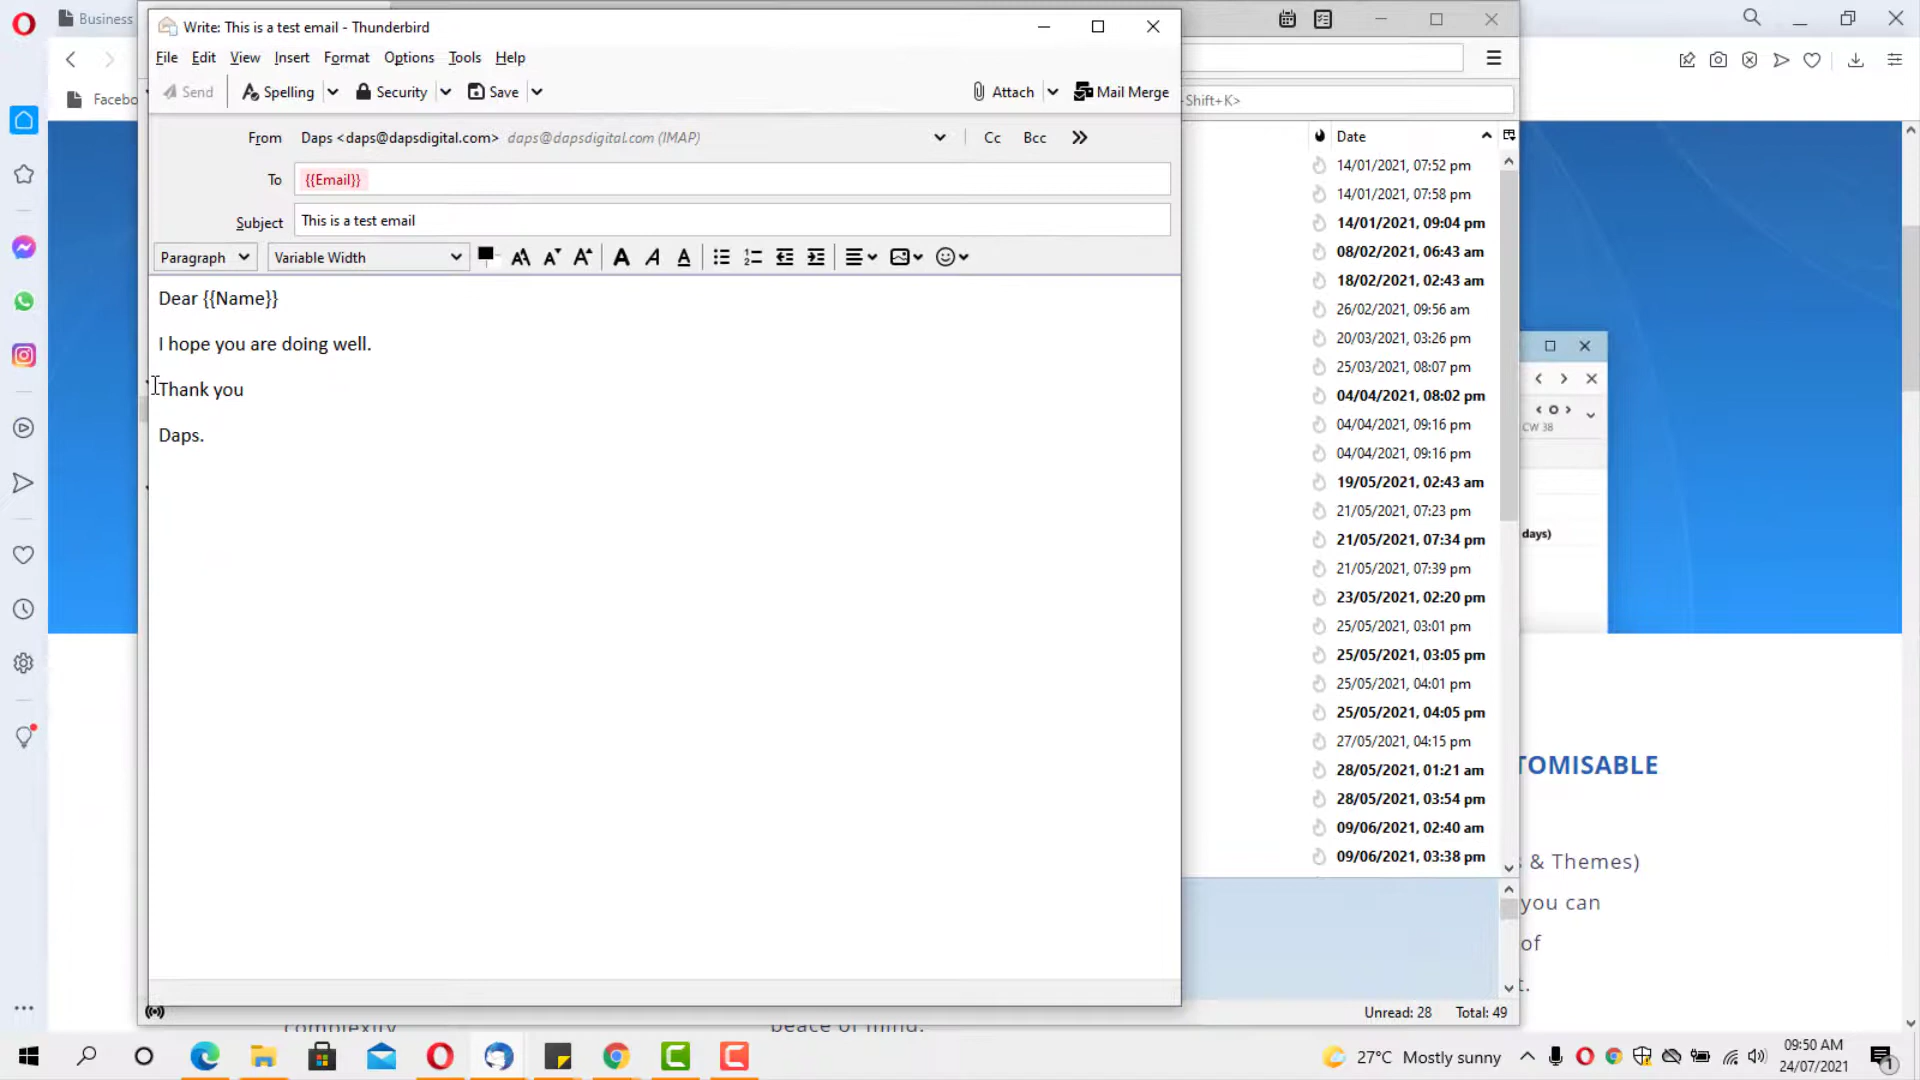 Business
Write: This is a test email - Thunderbird
File Edit View Insert Format Options Tools Help
Send Spelling Security Save Attach Mail Merge
Facebo
-Shift+K>
From Daps <daps@dapsdigital.com> daps@dapsdigital.com (IMAP) Cc Bcc
To {{Email}}
Subject This is a test email
Paragraph Variable Width
Dear {{Name}}
I hope you are doing well.
Thank you
Daps.
Date
14/01/2021, 07:52 pm
14/01/2021, 07:58 pm
14/01/2021, 09:04 pm
08/02/2021, 06:43 am
18/02/2021, 02:43 am
26/02/2021, 09:56 am
20/03/2021, 03:26 pm
25/03/2021, 08:07 pm
04/04/2021, 08:02 pm
04/04/2021, 09:16 pm
04/04/2021, 09:16 pm
19/05/2021, 02:43 am
21/05/2021, 07:23 pm
21/05/2021, 07:34 pm
21/05/2021, 07:39 pm
23/05/2021, 02:20 pm
25/05/2021, 03:01 pm
25/05/2021, 03:05 pm
25/05/2021, 04:01 pm
25/05/2021, 04:05 pm
27/05/2021, 04:15 pm
28/05/2021, 01:21 am
28/05/2021, 03:54 pm
09/06/2021, 02:40 am
09/06/2021, 03:38 pm
CW 38
days)
TOMISABLE
s & Themes)
you can
of
t.
Unread: 28 Total: 49
complexity
peace of mind.
27°C Mostly sunny
09:50 AM
24/07/2021
1